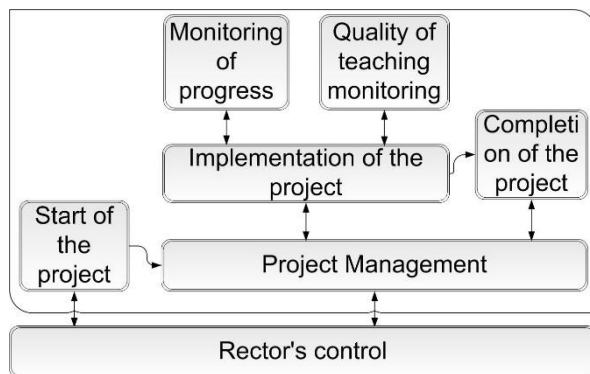 Monitoring
of
progress
Quality of
teaching
monitoring
Implementation of the
project
Completi
on of the
project
Start of
the
project
Project Management
Rector's control